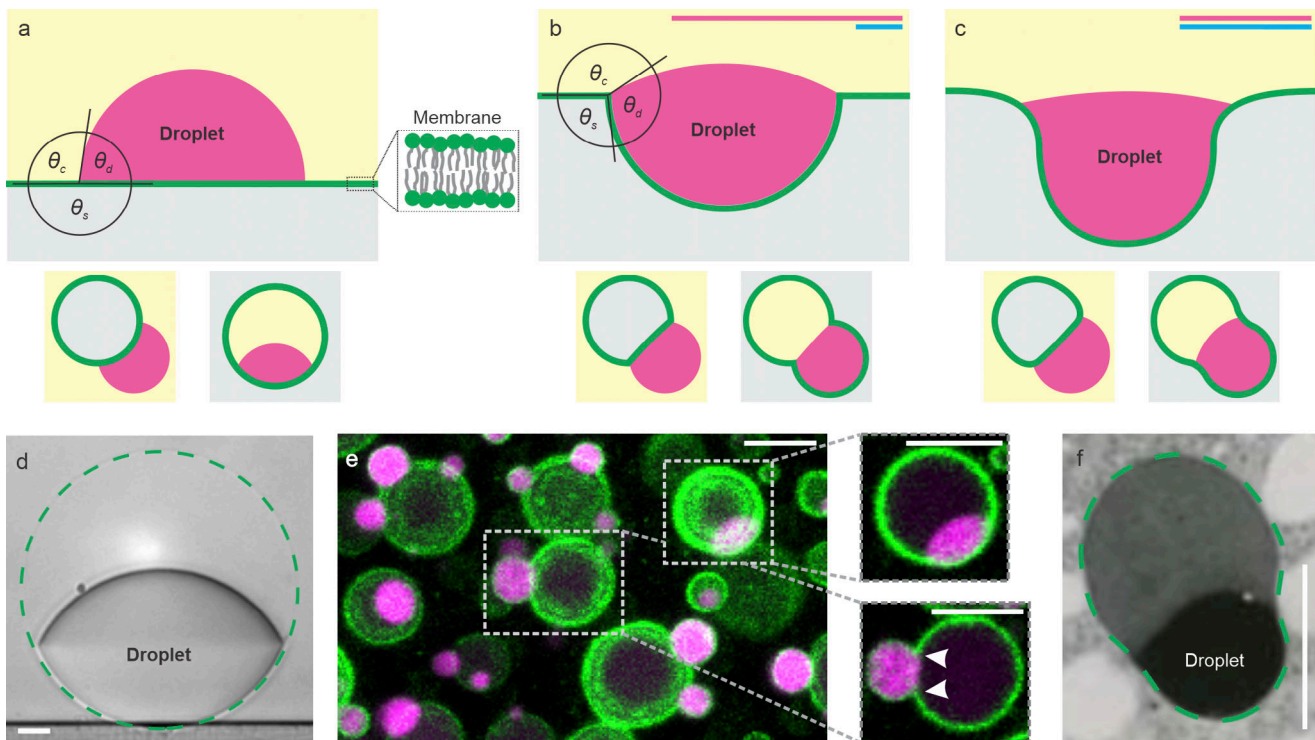 a
Droplet
θc
θd
θs
Membrane
b
θc
θs
θd
Droplet
c
Droplet
d
Droplet
e
f
Droplet